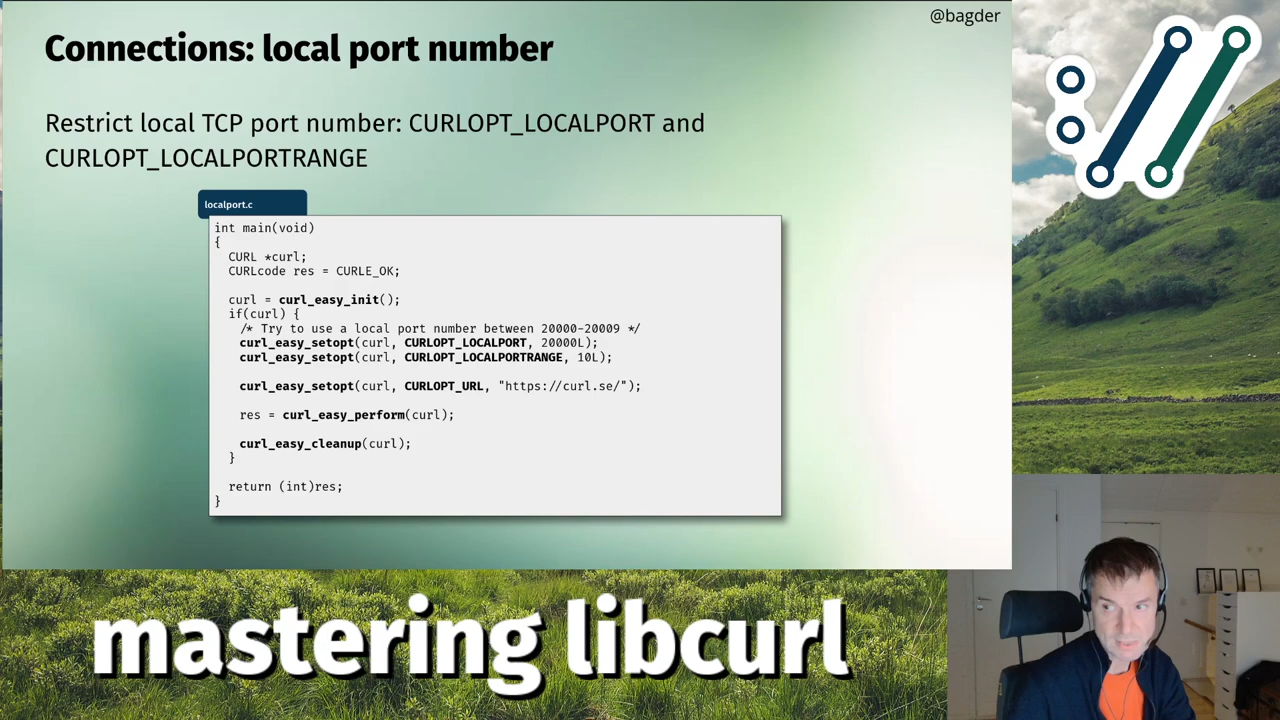 @bagder
Connections: local port number
Restrict local TCP port number: CURLOPT_LOCALPORT and
CURLOPT_LOCALPORTRANGE
localport.c
int main(void)
{
  CURL *curl;
  CURLcode res = CURLE_OK;
  curl = curl_easy_init();
  if(curl) {
    /* Try to use a local port number between 20000-20009 */
    curl_easy_setopt(curl, CURLOPT_LOCALPORT, 20000L);
    curl_easy_setopt(curl, CURLOPT_LOCALPORTRANGE, 10L);
    curl_easy_setopt(curl, CURLOPT_URL, "https://curl.se/");
    res = curl_easy_perform(curl);
    curl_easy_cleanup(curl);
  }
  return (int)res;
}
mastering libcurl